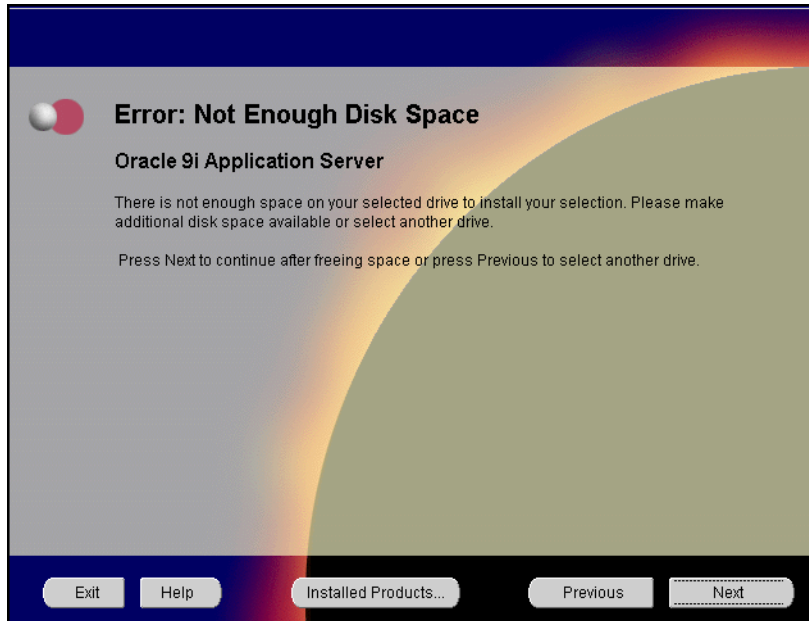 Error: Not Enough Disk Space
Oracle 9i Application Server
There is not enough space on your selected drive to install your selection. Please make
additional disk space available or select another drive.
Press Next to continue after freeing space or press Previous to select another drive.
Exit
Help
Installed Products...
Previous
Next